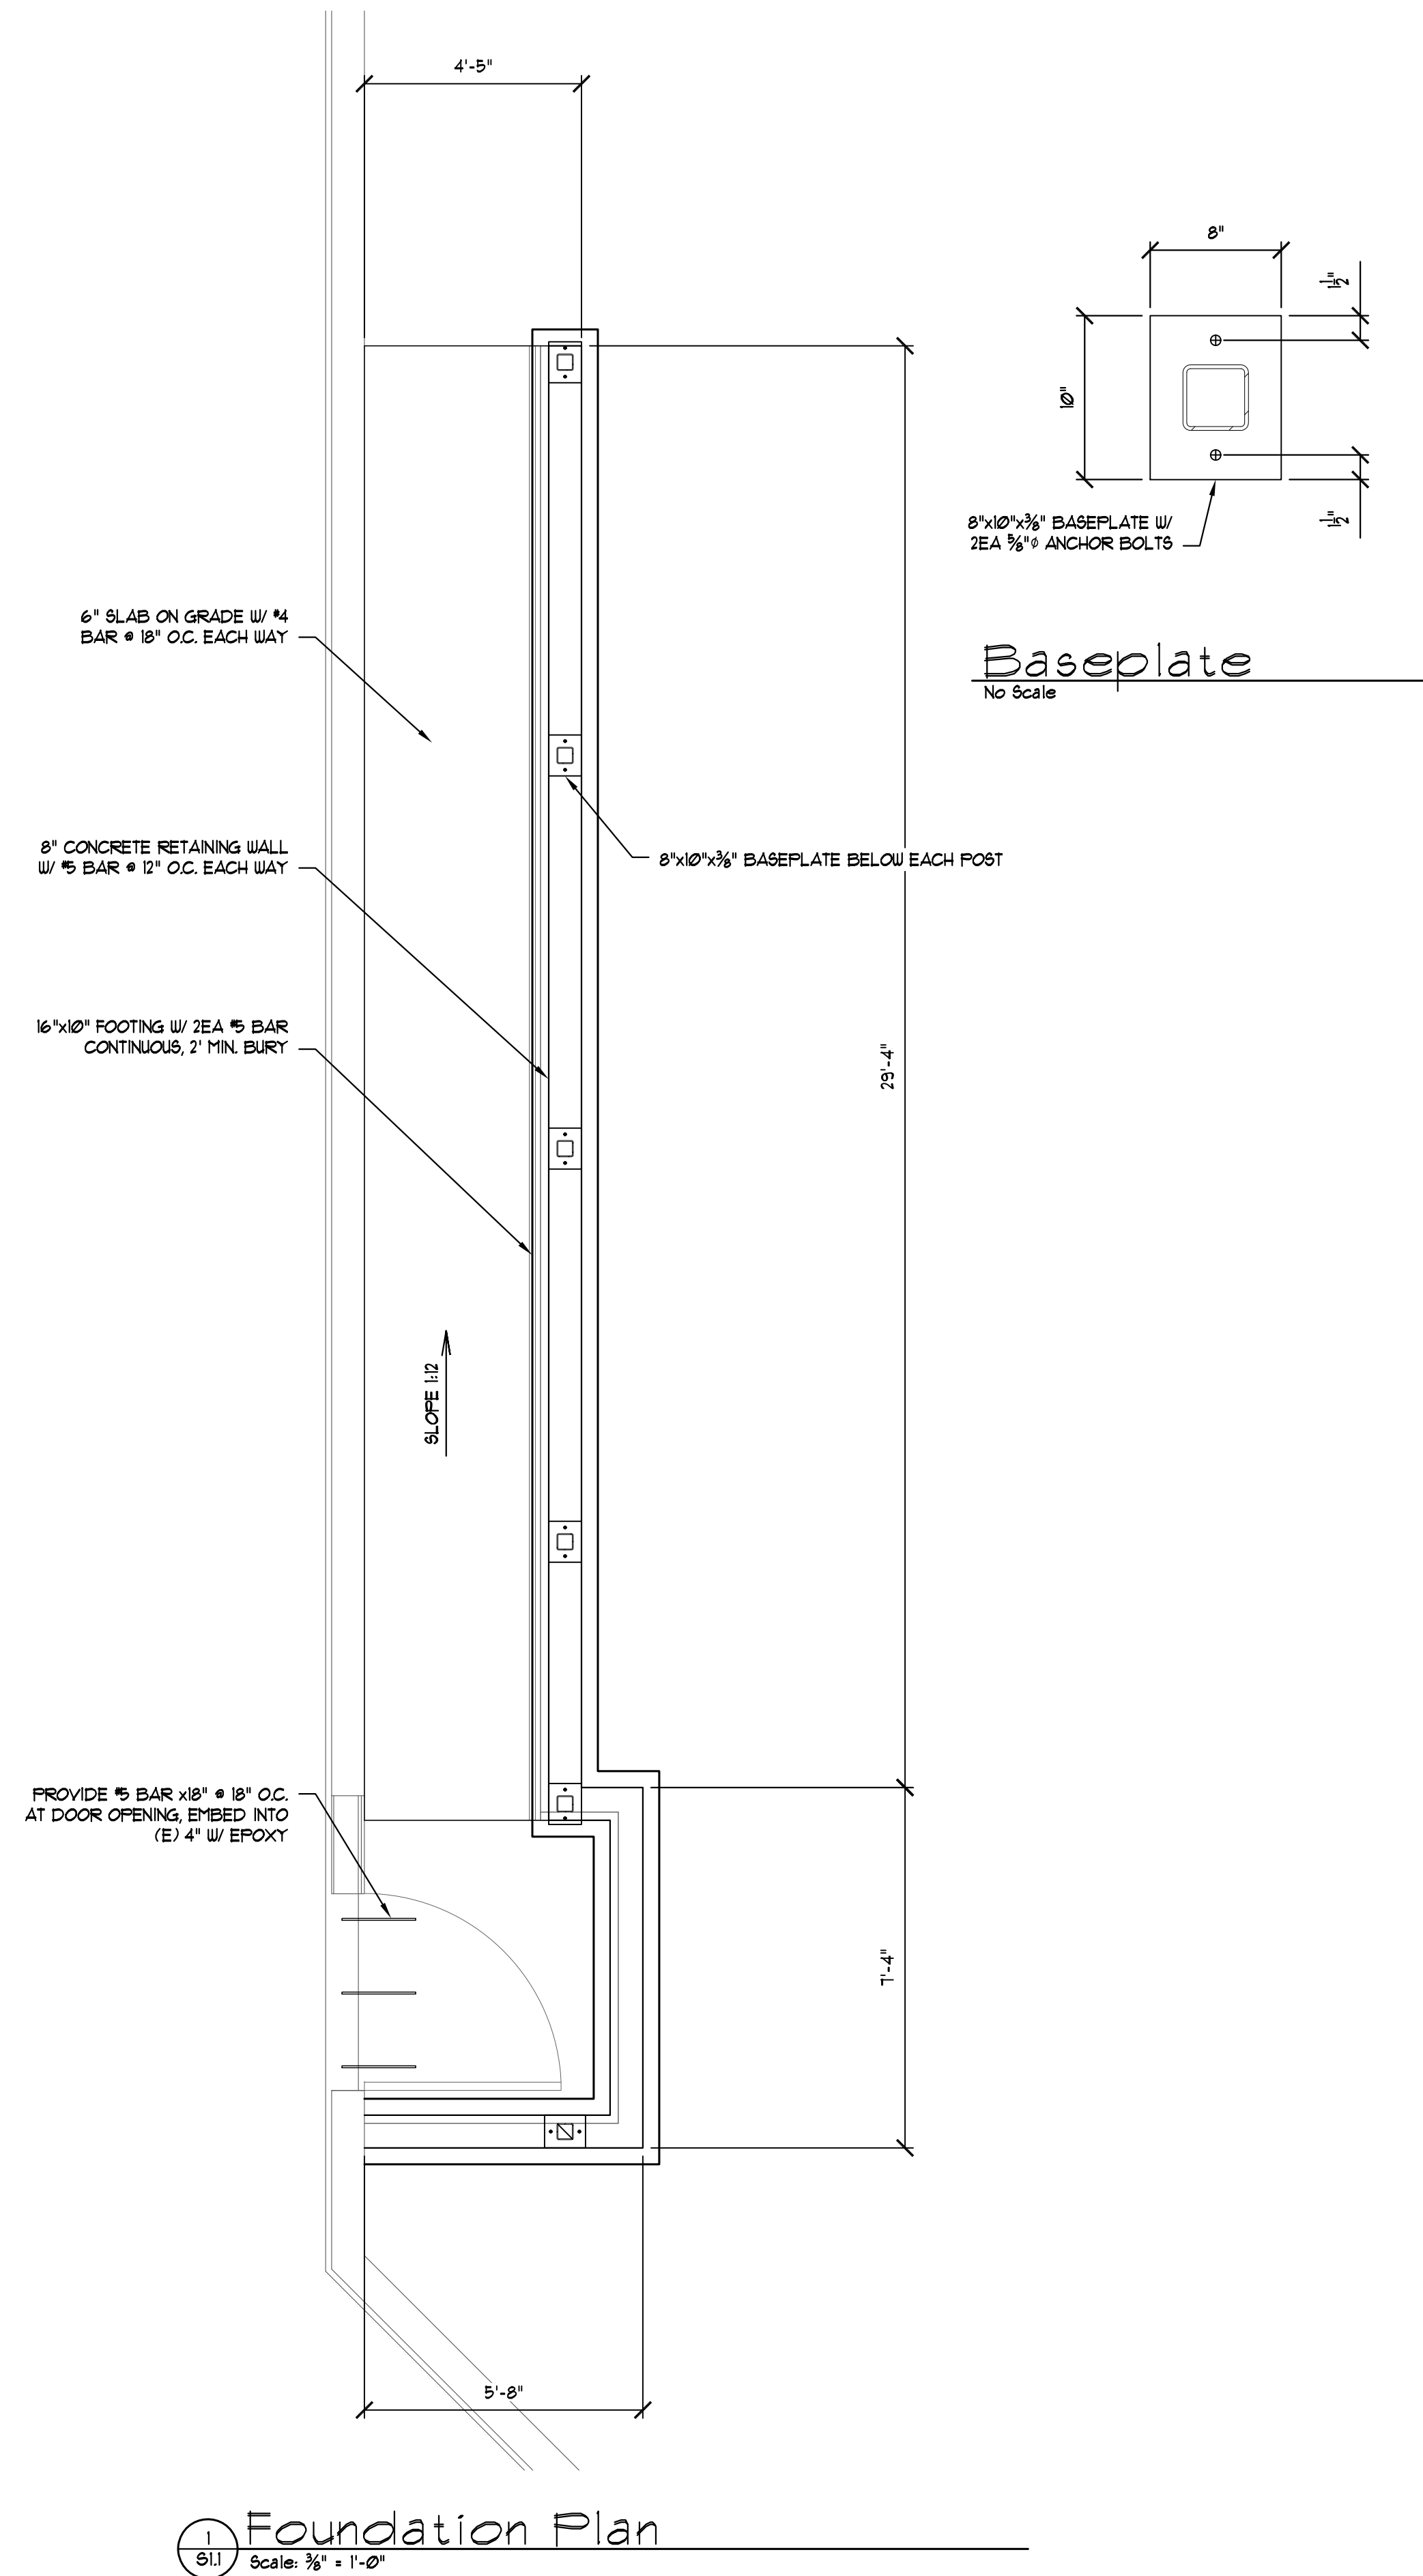 4'-5"
8"
1½"
10"
1½"
8"x10"x⅜" BASEPLATE W/
2EA ⅝"ø ANCHOR BOLTS
Baseplate
No Scale
6" SLAB ON GRADE W/ #4
BAR @ 18" O.C. EACH WAY
8" CONCRETE RETAINING WALL
W/ #5 BAR @ 12" O.C. EACH WAY
8"x10"x⅜" BASEPLATE BELOW EACH POST
16"x10" FOOTING W/ 2EA #5 BAR
CONTINUOUS, 2' MIN. BURY
29'-4"
SLOPE 1:12
PROVIDE #5 BAR x18" @ 18" O.C.
AT DOOR OPENING, EMBED INTO
(E) 4" W/ EPOXY
7'-4"
5'-8"
1
S1.1
Foundation Plan
Scale: ⅜" = 1'-0"